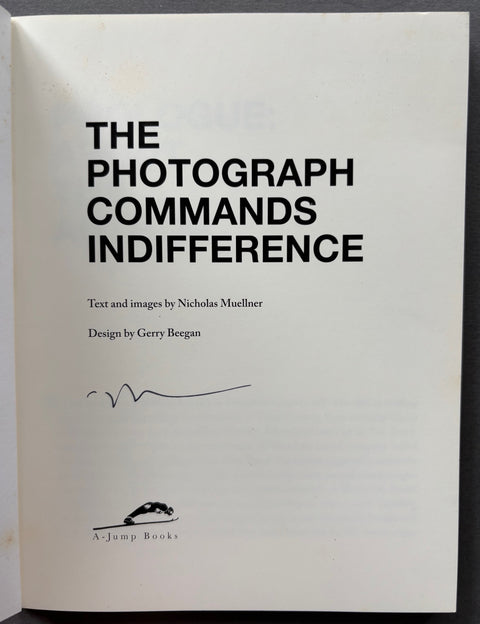 THE
PHOTOGRAPH
COMMANDS
INDIFFERENCE
Text and images by Nicholas Muellner
Design by Gerry Beegan
A-Jump Books